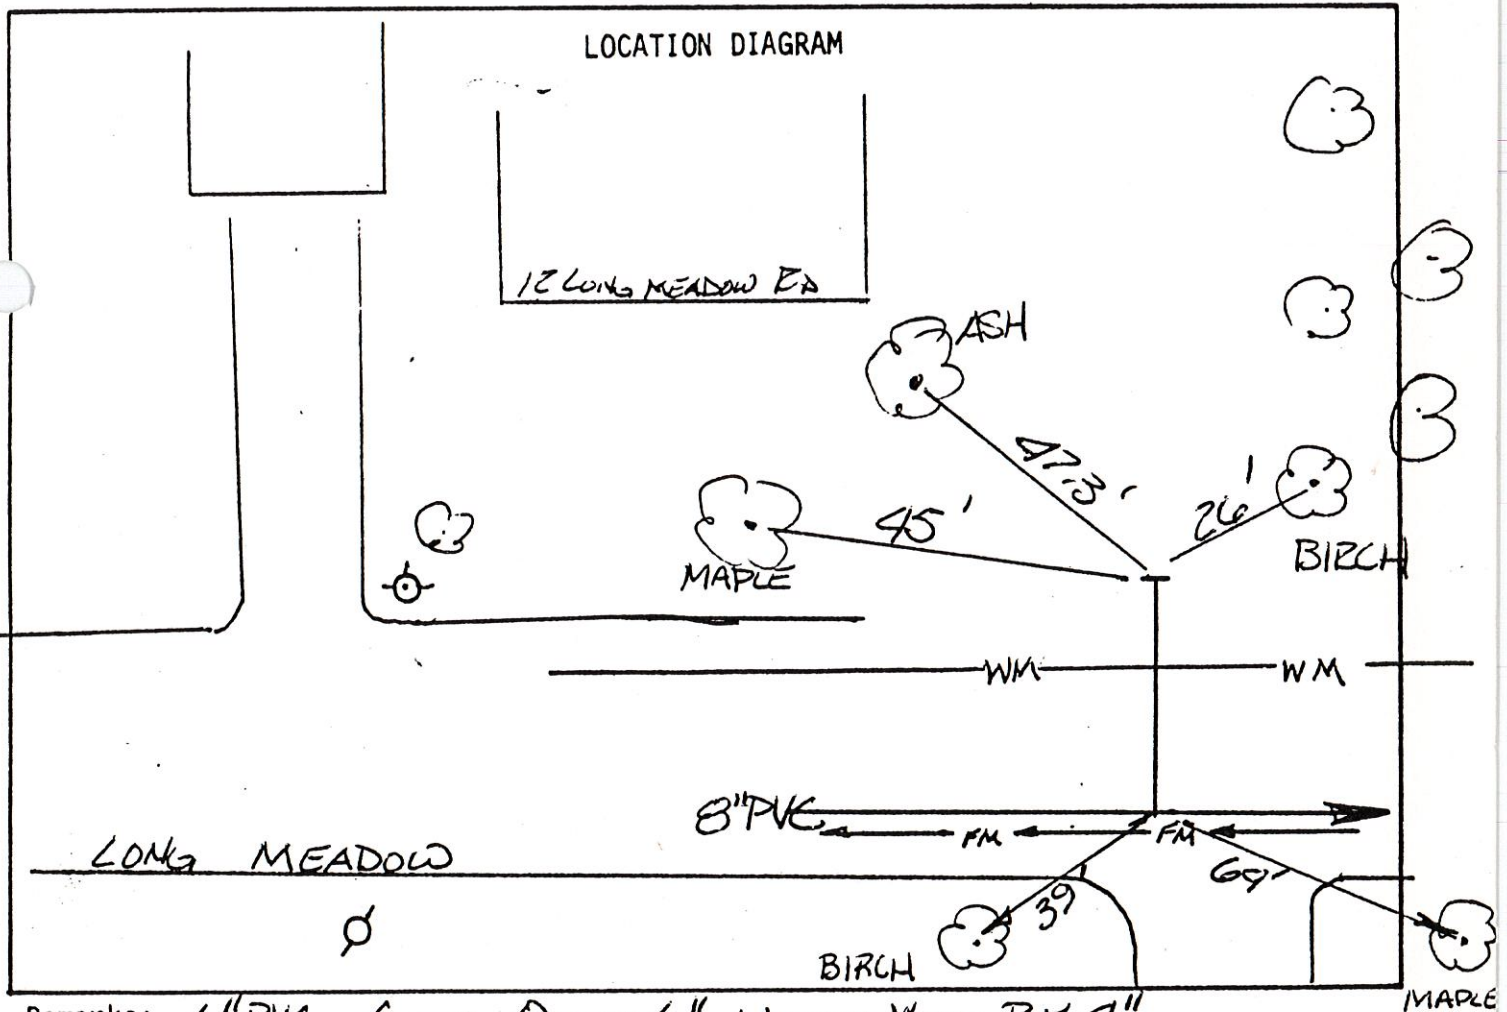 LOCATION DIAGRAM
12 LONG MEADOW RD
ASH
47.3'
26'
BIRCH
45'
MAPLE
WM
WM
8" PVC
FM
FM
LONG MEADOW
39'
69'
BIRCH
MAPLE